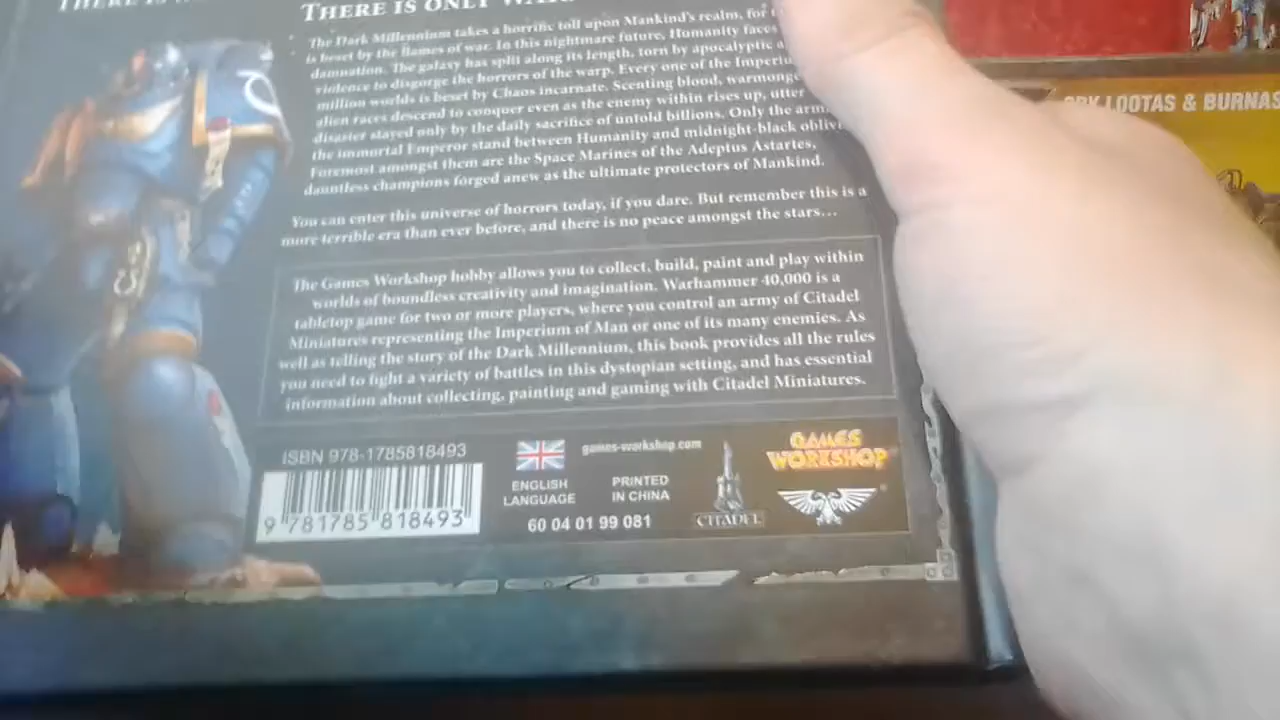 THERE IS
THERE IS ONLY WAR
The Dark Millennium takes a horrific toll upon Mankind's realm, for
is beset by the flames of war. In this nightmare future, Humanity faces
damnation. The galaxy has split along its length, torn by apocalyptic
violence to disgorge the horrors of the warp. Every one of the
million worlds is beset by Chaos incarnate. Scenting blood,
alien races descend to conquer even as the enemy within rises up, utter
disaster stayed only by the daily sacrifice of untold billions. Only the
the immortal Emperor stand between Humanity and midnight-black
Foremost amongst them are the Space Marines of the Adeptus Astartes,
dauntless champions forged anew as the ultimate protectors of Mankind.
You can enter this universe of horrors today, if you dare. But remember this is a
more terrible era than ever before, and there is no peace amongst the stars...
The Games Workshop hobby allows you to collect, build, paint and play within
worlds of boundless creativity and imagination. Warhammer 40,000 is a
tabletop game for two or more players, where you control an army of Citadel
Miniatures representing the Imperium of Man or one of its many enemies. As
well as telling the story of the Dark Millennium, this book provides all the rules
you need to fight a variety of battles in this dystopian setting, and has essential
information about collecting, painting and gaming with Citadel Miniatures.
ISBN 978-1785818493
9 781785 818493
ENGLISH
LANGUAGE
games-workshop.com
PRINTED
IN CHINA
60 04 01 99 081
CITADEL
GAMES
WORKSHOP
ORK LOOTAS & BURNAS